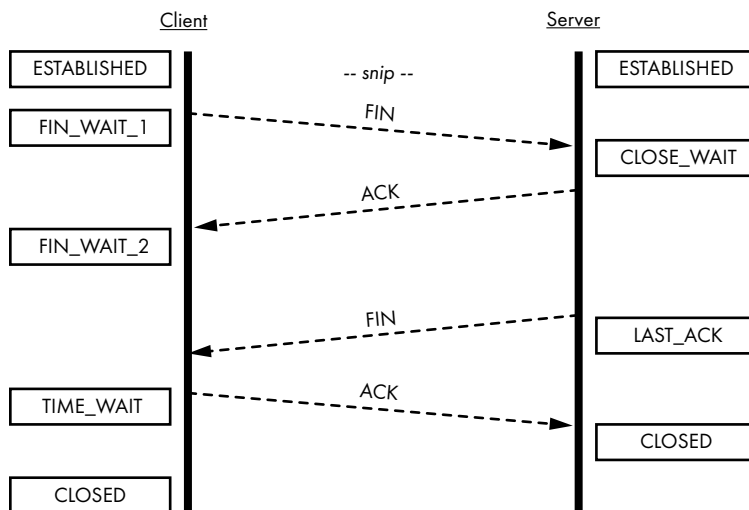 Client
Server
ESTABLISHED
-- snip --
ESTABLISHED
FIN
FIN_WAIT_1
CLOSE_WAIT
ACK
FIN_WAIT_2
FIN
LAST_ACK
ACK
TIME_WAIT
CLOSED
CLOSED